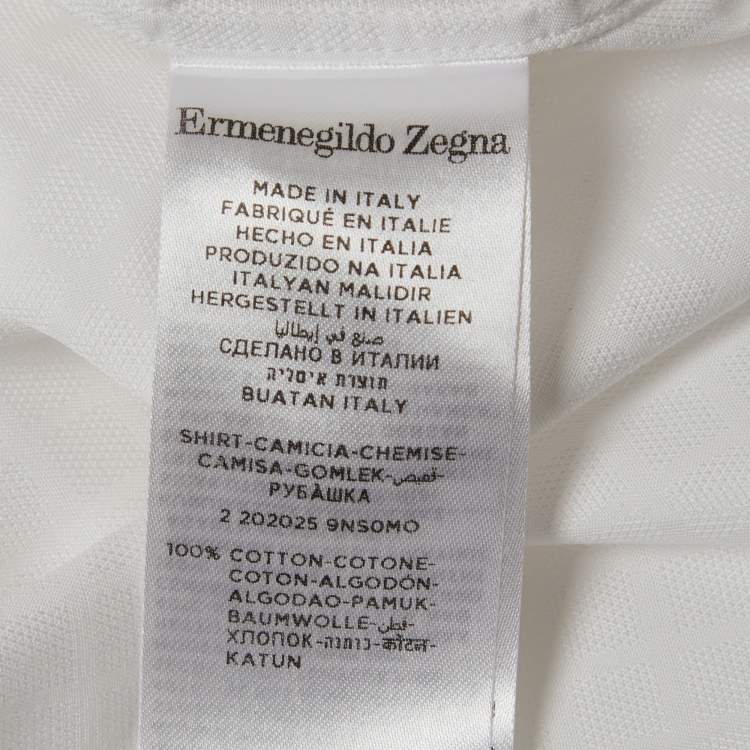 Ermenegildo Zegna
MADE IN ITALY
FABRIQUÉ EN ITALIE
HECHO EN ITALIA
PRODUZIDO NA ITALIA
ITALYAN MALIDIR
HERGESTELLT IN ITALIEN
صنع في إيطاليا
СДЕЛАНО В ИТАЛИИ
תוצרת איטליה
BUATAN ITALY
SHIRT-CAMICIA-CHEMISE-
CAMISA-GOMLEK-قميص-
РУБÀШКА
2 202025 9NSOMO
100% COTTON-COTONE-
COTON-ALGODÓN-
ALGODAO-PAMUK-
BAUMWOLLE-قطن-
ХЛОПОК-כותנה-कॉटन-
KATUN